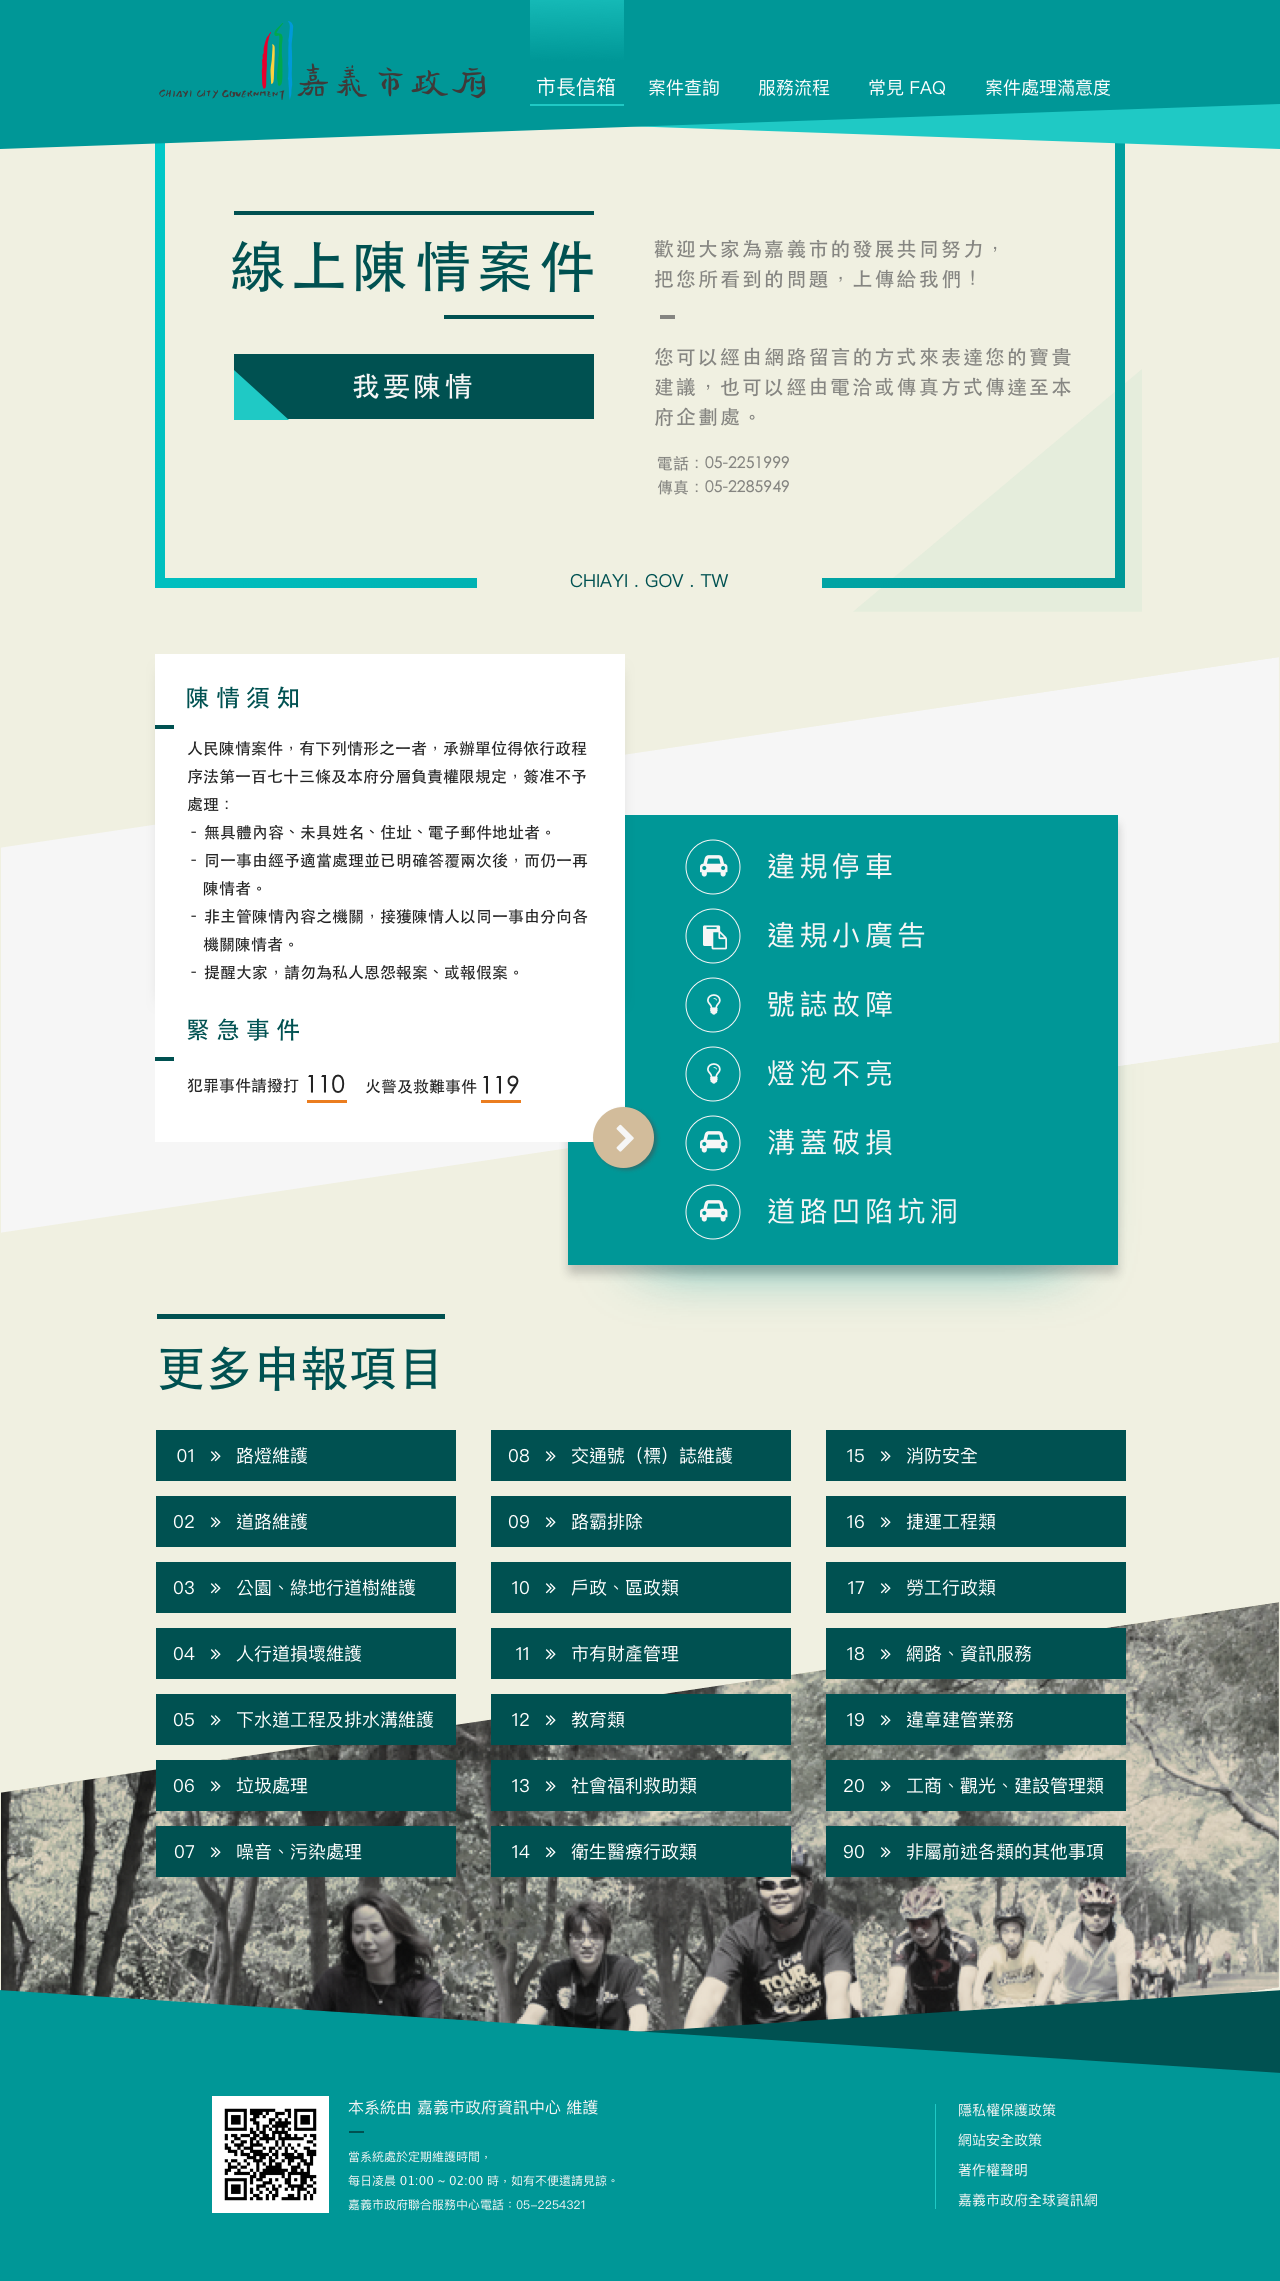 CHIAYI CITY GOVERNMENT 嘉義市政府
市長信箱
案件查詢
服務流程
常見 FAQ
案件處理滿意度
線上陳情案件
我要陳情
歡迎大家為嘉義市的發展共同努力，
把您所看到的問題，上傳給我們！
您可以經由網路留言的方式來表達您的寶貴
建議，也可以經由電洽或傳真方式傳達至本
府企劃處。
電話：05-2251999
傳真：05-2285949
CHIAYI . GOV . TW
陳情須知
人民陳情案件，有下列情形之一者，承辦單位得依行政程
序法第一百七十三條及本府分層負責權限規定，簽准不予
處理：
- 無具體內容、未具姓名、住址、電子郵件地址者。
- 同一事由經予適當處理並已明確答覆兩次後，而仍一再
陳情者。
- 非主管陳情內容之機關，接獲陳情人以同一事由分向各
機關陳情者。
- 提醒大家，請勿為私人恩怨報案、或報假案。
緊急事件
犯罪事件請撥打 110 火警及救難事件 119
違規停車
違規小廣告
號誌故障
燈泡不亮
溝蓋破損
道路凹陷坑洞
更多申報項目
01 » 路燈維護
02 » 道路維護
03 » 公園、綠地行道樹維護
04 » 人行道損壞維護
05 » 下水道工程及排水溝維護
06 » 垃圾處理
07 » 噪音、污染處理
08 » 交通號（標）誌維護
09 » 路霸排除
10 » 戶政、區政類
11 » 市有財產管理
12 » 教育類
13 » 社會福利救助類
14 » 衛生醫療行政類
15 » 消防安全
16 » 捷運工程類
17 » 勞工行政類
18 » 網路、資訊服務
19 » 違章建管業務
20 » 工商、觀光、建設管理類
90 » 非屬前述各類的其他事項
TOUR
本系統由 嘉義市政府資訊中心 維護
當系統處於定期維護時間，
每日凌晨 01:00 ~ 02:00 時，如有不便還請見諒。
嘉義市政府聯合服務中心電話：05-2254321
隱私權保護政策
網站安全政策
著作權聲明
嘉義市政府全球資訊網